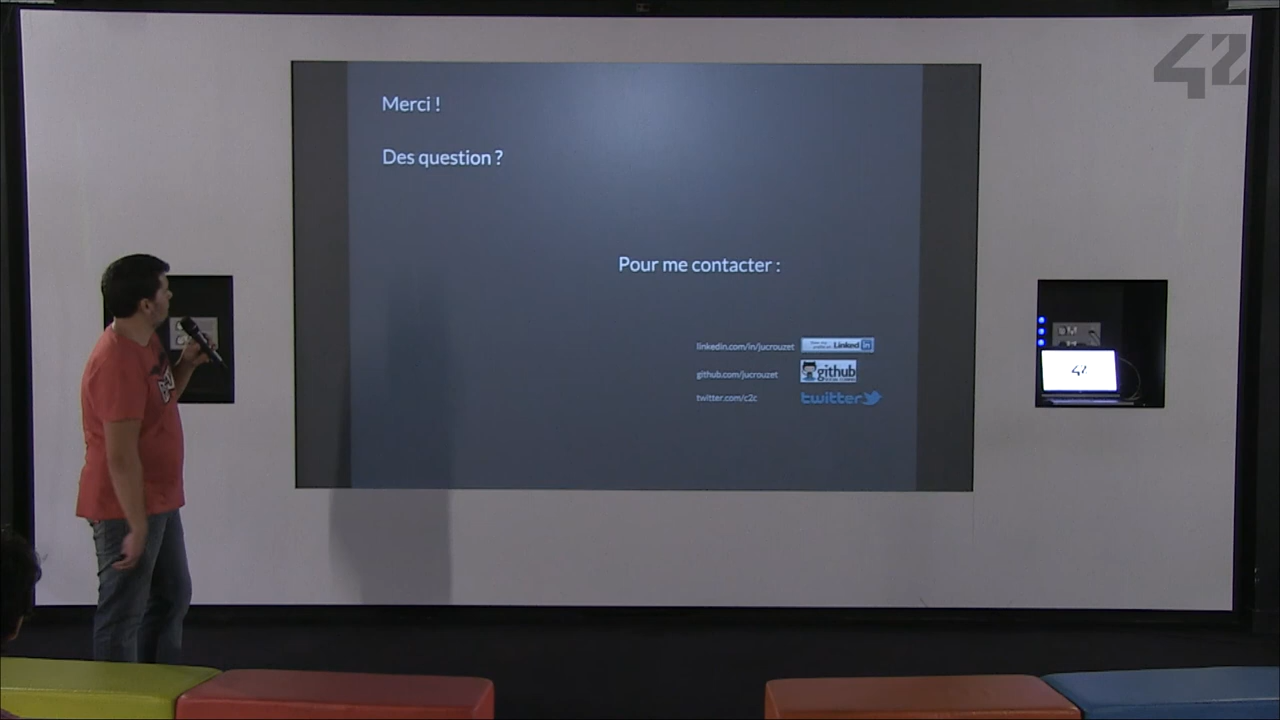 42
Merci !
Des question ?
Pour me contacter :
linkedin.com/in/jucrouzet
Linked in
github.com/jucrouzet
github
twitter.com/c2c
twitter
42